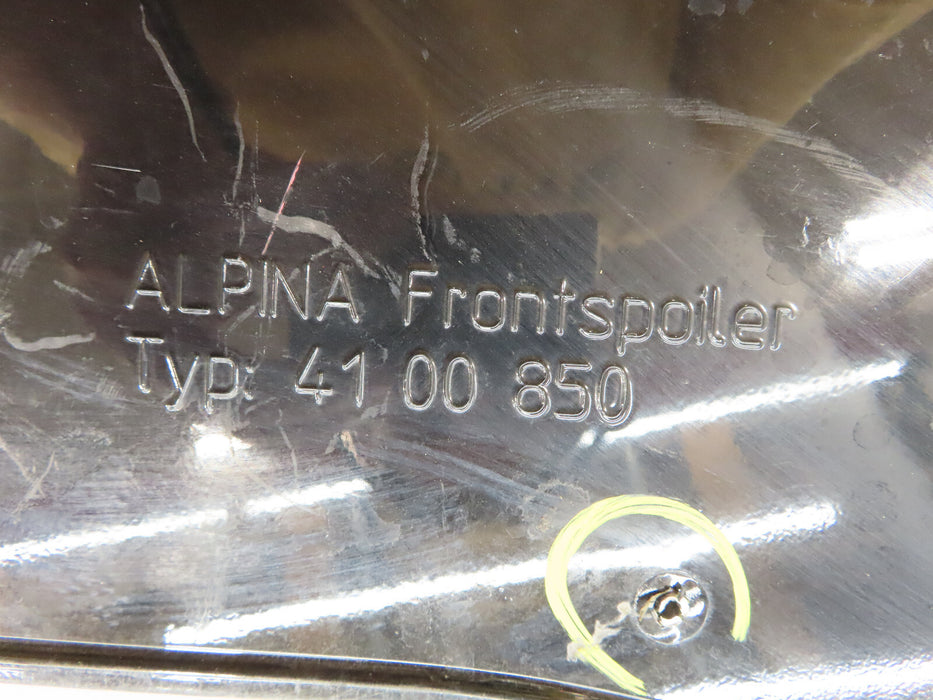 ALPINA Frontspoiler
Typ: 41 00 850